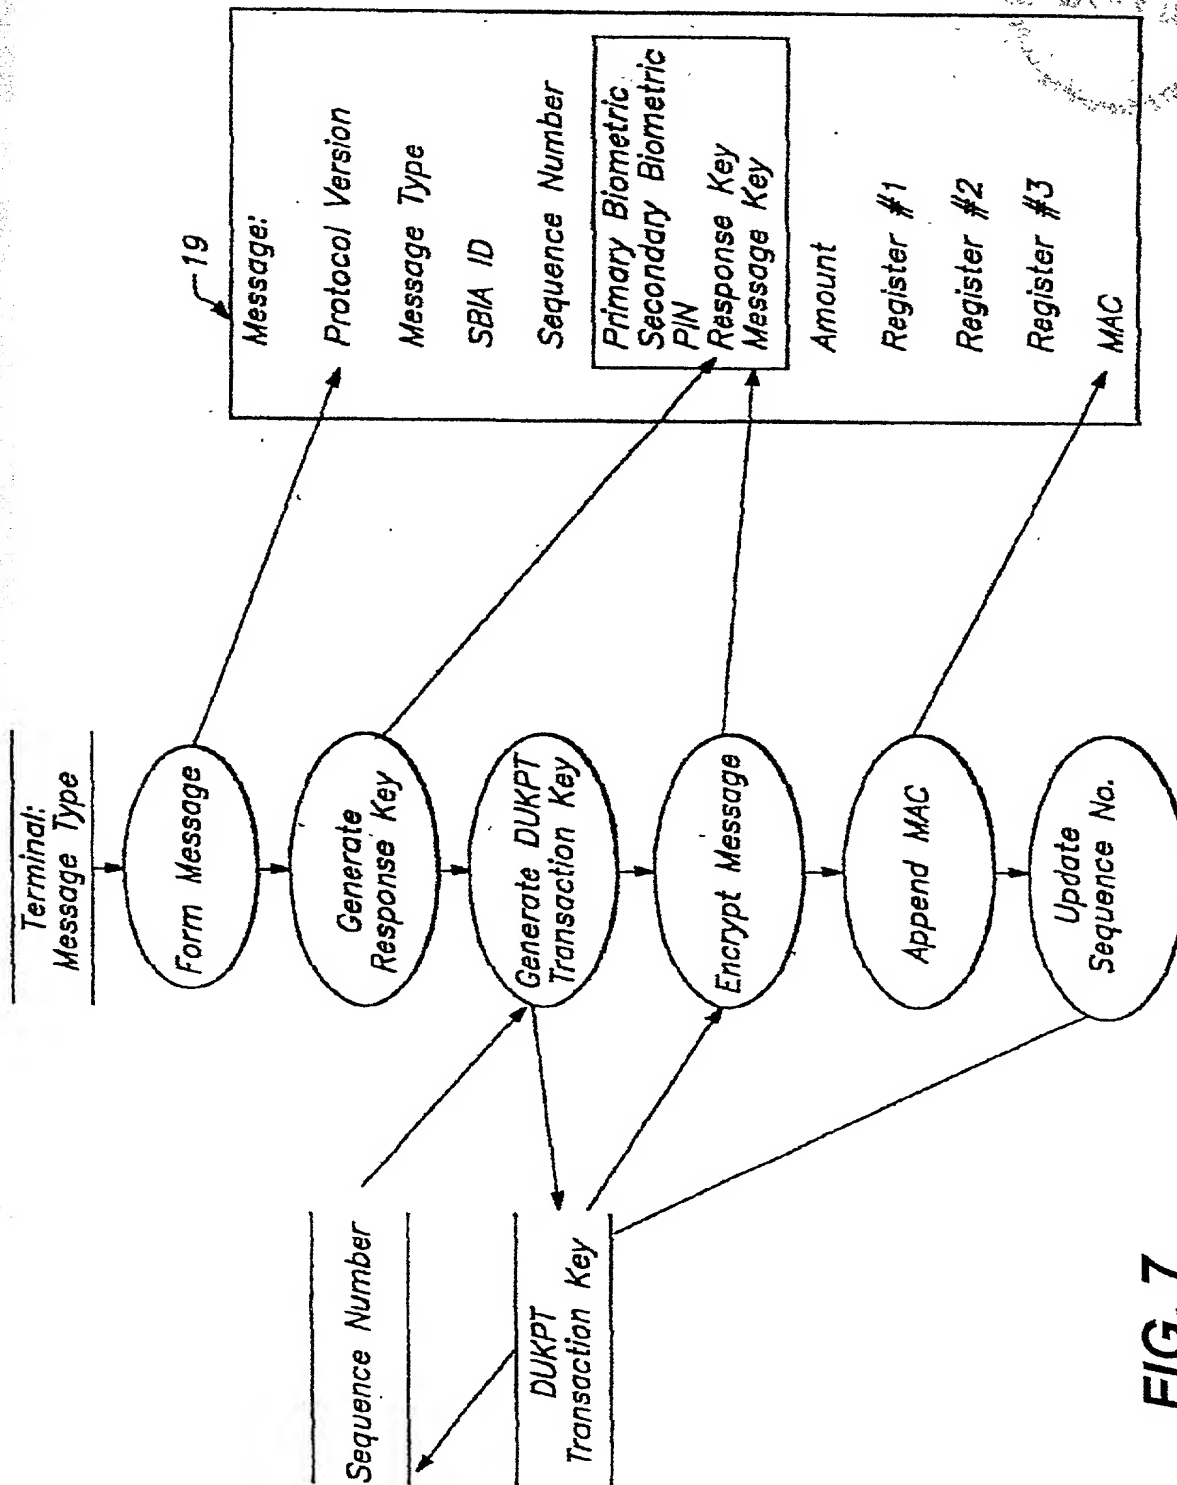 Terminal:
Message Type
Form Message
Generate
Response Key
Generate DUKPT
Transaction Key
Encrypt Message
Append MAC
Update
Sequence No.
Sequence Number
DUKPT
Transaction Key
19
Message:
Protocol Version
Message Type
SBIA ID
Sequence Number
Primary Biometric
Secondary Biometric
PIN
Response Key
Message Key
Amount
Register #1
Register #2
Register #3
MAC
FIG. 7